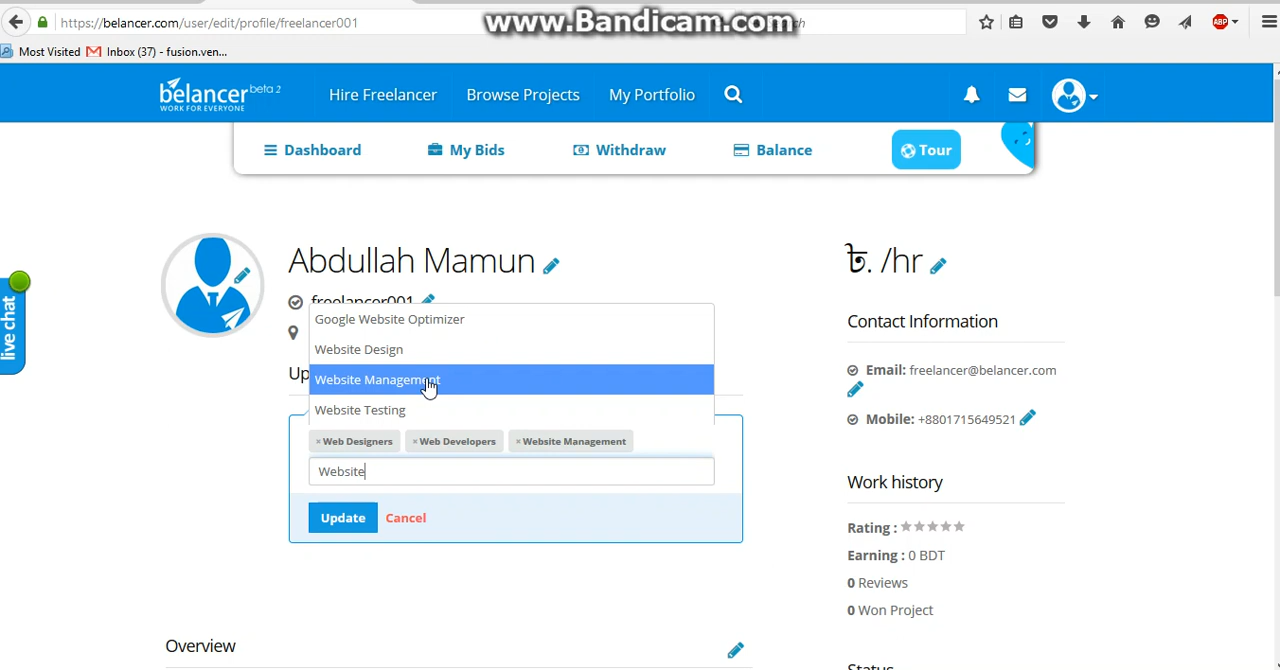 www.Bandicam.com
https://belancer.com/user/edit/profile/freelancer001
ABP
Most Visited Inbox (37) - fusion.ven...
belancer beta 2
WORK FOR EVERYONE
Hire Freelancer Browse Projects My Portfolio
Dashboard My Bids Withdraw Balance Tour
live chat
Abdullah Mamun
৳. /hr
freelancer001
Google Website Optimizer
Website Design
Website Management
Website Testing
Up
× Web Designers × Web Developers × Website Management
Website
Update Cancel
Contact Information
Email: freelancer@belancer.com
Mobile: +8801715649521
Work history
Rating :
Earning : 0 BDT
0 Reviews
0 Won Project
Overview
Status